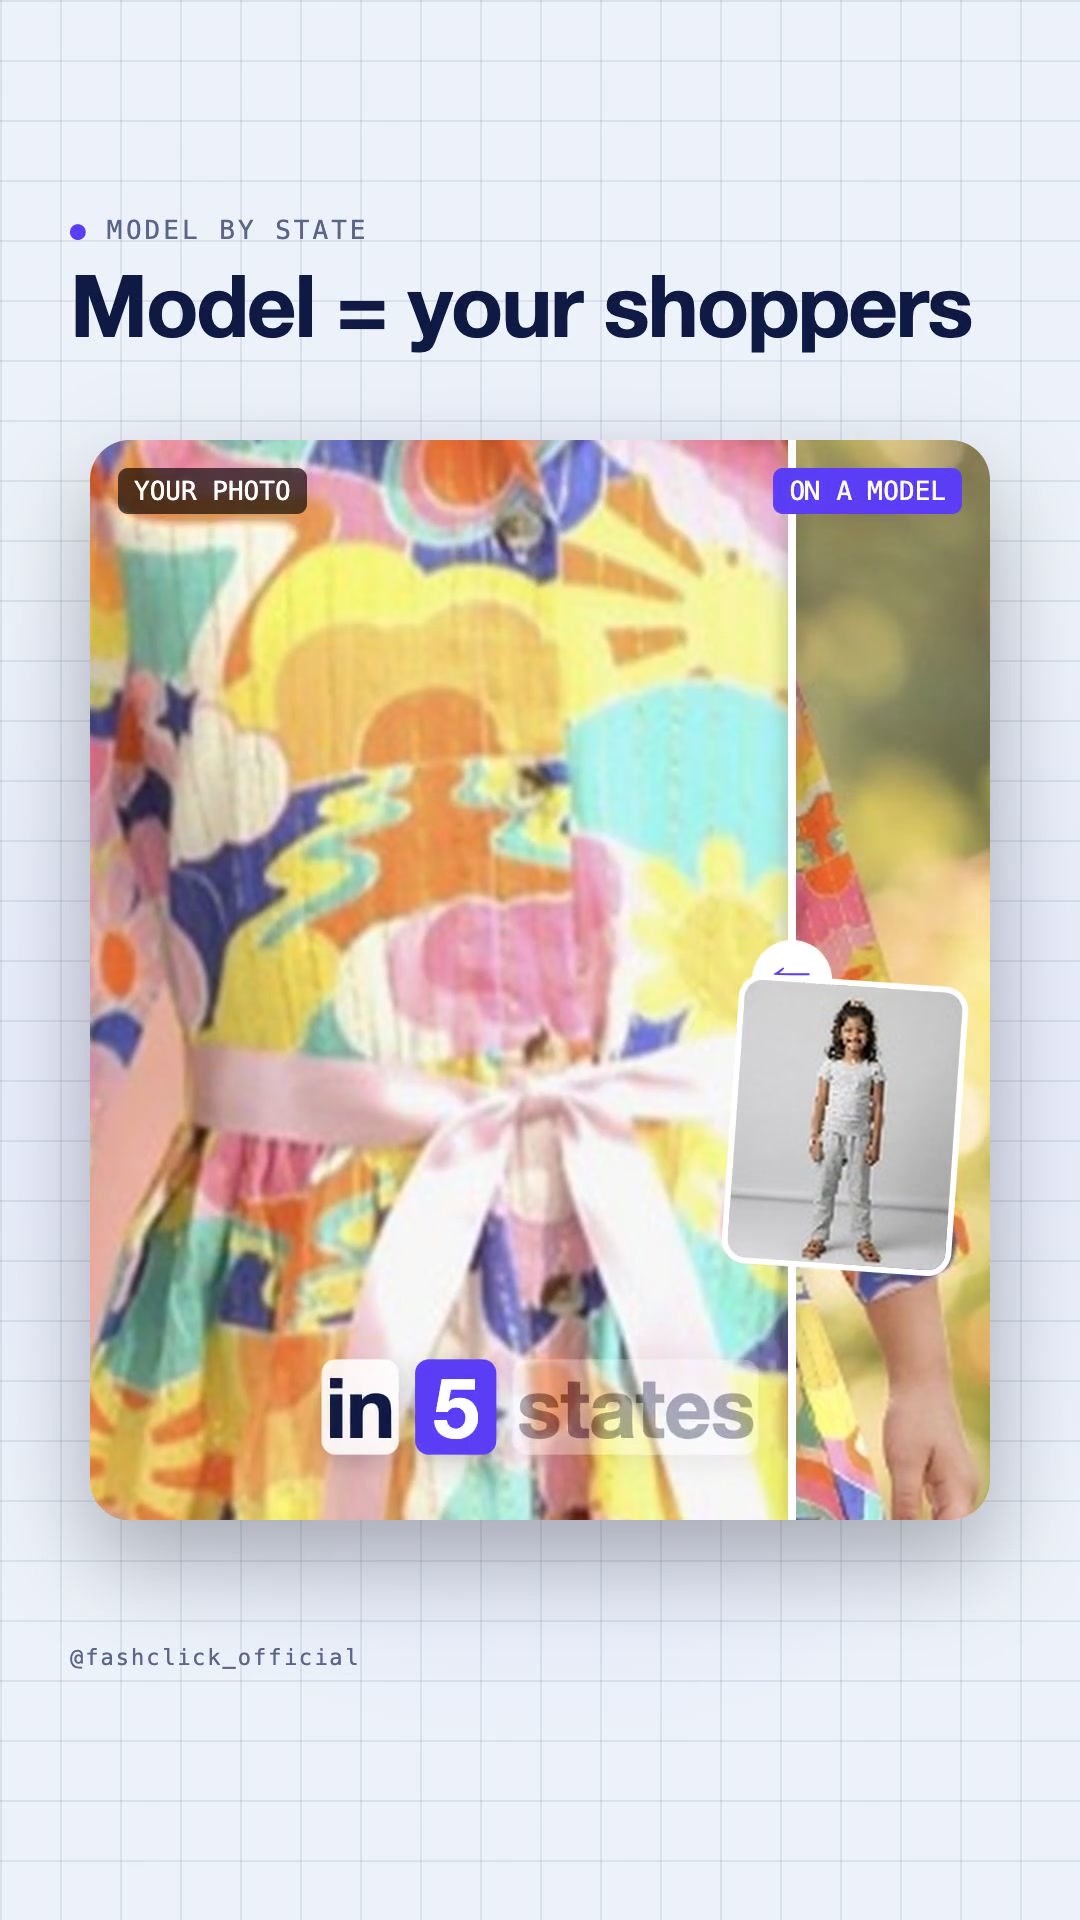 MODEL BY STATE
Model = your shoppers
YOUR PHOTO
ON A MODEL
in 5 states
@fashclick_official